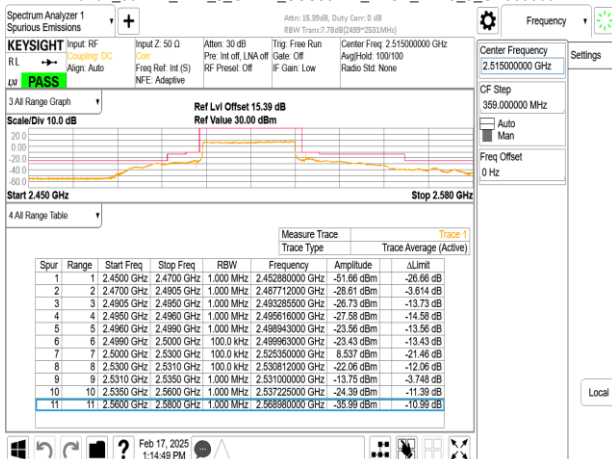 Spectrum Analyzer 1
Spurious Emissions
Attn: 15.39dB, Duty Corr: 0 dB
RBW Trans:7.78dB(2499~2531MHz)
Frequency
KEYSIGHT
RL
PASS
Input: RF
Coupling: DC
Align: Auto
Input Z: 50 Ω
Corr
Freq Ref: Int (S)
NFE: Adaptive
Atten: 30 dB
Pre: Int off, LNA off
RF Preset: Off
Trig: Free Run
Gate: Off
IF Gain: Low
Center Freq: 2.515000000 GHz
Avg|Hold: 100/100
Radio Std: None
Center Frequency
2.515000000 GHz
Settings
CF Step
359.000000 MHz
Auto
Man
Freq Offset
0 Hz
Local
3 All Range Graph
Scale/Div 10.0 dB
Ref Lvl Offset 15.39 dB
Ref Value 30.00 dBm
20.0
0.00
-20.0
-40.0
-60.0
Start 2.450 GHz
Stop 2.580 GHz
4 All Range Table
Measure Trace Trace 1
Trace Type Trace Average (Active)
Spur Range Start Freq Stop Freq RBW Frequency Amplitude ΔLimit
1 1 2.4500 GHz 2.4700 GHz 1.000 MHz 2.452880000 GHz -51.66 dBm -26.66 dB
2 2 2.4700 GHz 2.4905 GHz 1.000 MHz 2.487712000 GHz -28.61 dBm -3.614 dB
3 3 2.4905 GHz 2.4950 GHz 1.000 MHz 2.493285500 GHz -26.73 dBm -13.73 dB
4 4 2.4950 GHz 2.4960 GHz 1.000 MHz 2.495616000 GHz -27.58 dBm -14.58 dB
5 5 2.4960 GHz 2.4990 GHz 1.000 MHz 2.498943000 GHz -23.56 dBm -13.56 dB
6 6 2.4990 GHz 2.5000 GHz 100.0 kHz 2.499963000 GHz -23.43 dBm -13.43 dB
7 7 2.5000 GHz 2.5300 GHz 100.0 kHz 2.525350000 GHz 8.537 dBm -21.46 dB
8 8 2.5300 GHz 2.5310 GHz 100.0 kHz 2.530812000 GHz -22.06 dBm -12.06 dB
9 9 2.5310 GHz 2.5350 GHz 1.000 MHz 2.531000000 GHz -13.75 dBm -3.748 dB
10 10 2.5350 GHz 2.5600 GHz 1.000 MHz 2.537225000 GHz -24.39 dBm -11.39 dB
11 11 2.5600 GHz 2.5800 GHz 1.000 MHz 2.568980000 GHz -35.99 dBm -10.99 dB
Feb 17, 2025
1:14:49 PM